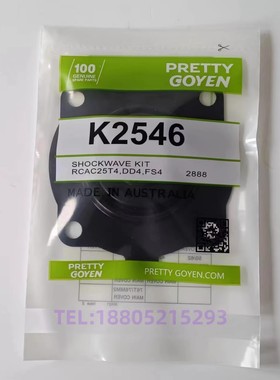 100
GENUINE
SPARE PARTS
PRETTY
GOYEN
K2546
SHOCKWAVE KIT
RCAC25T4,DD4,FS4 2888
MADE IN AUSTRALIA
PRETTY
GOYEN
PRETTY GOYEN.COM
TEL:18805215293